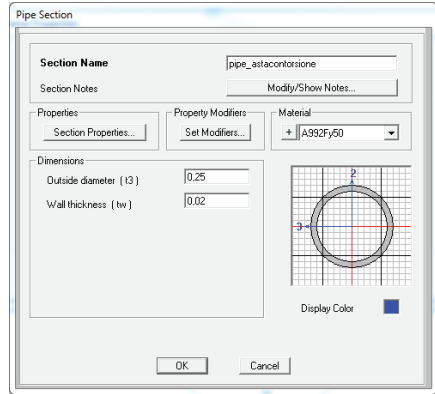 Pipe Section
Section Name pipe_astacontorsione
Section Notes Modify/Show Notes...
Properties Property Modifiers Material
Section Properties... Set Modifiers... + A992Fy50
Dimensions
Outside diameter ( t3 ) 0,25
Wall thickness ( tw ) 0,02
2
3
Display Color
OK Cancel